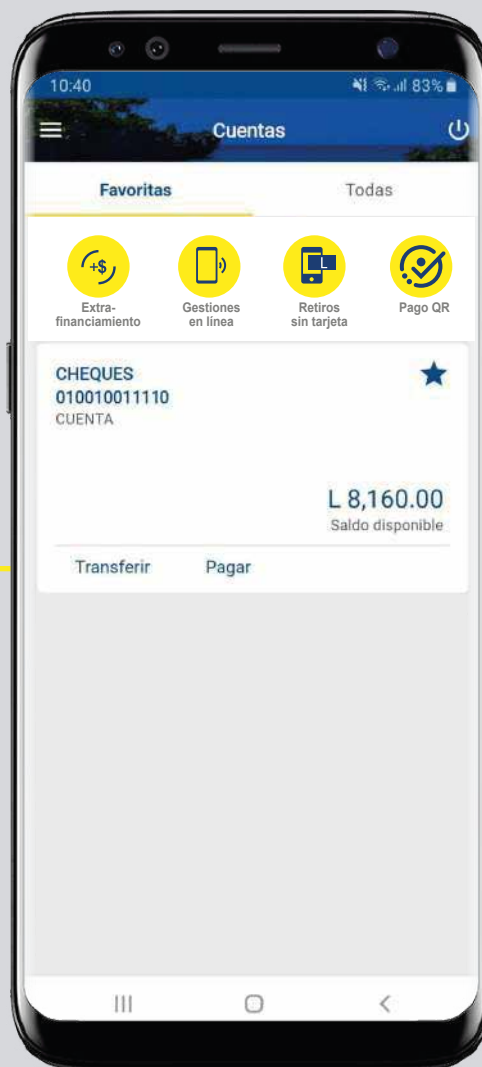 10:40
83%
Cuentas
Favoritas
Todas
+$
L
Extra-
financiamiento
Gestiones
en línea
Retiros
sin tarjeta
Pago QR
CHEQUES
010010011110
CUENTA
L 8,160.00
Saldo disponible
Transferir
Pagar